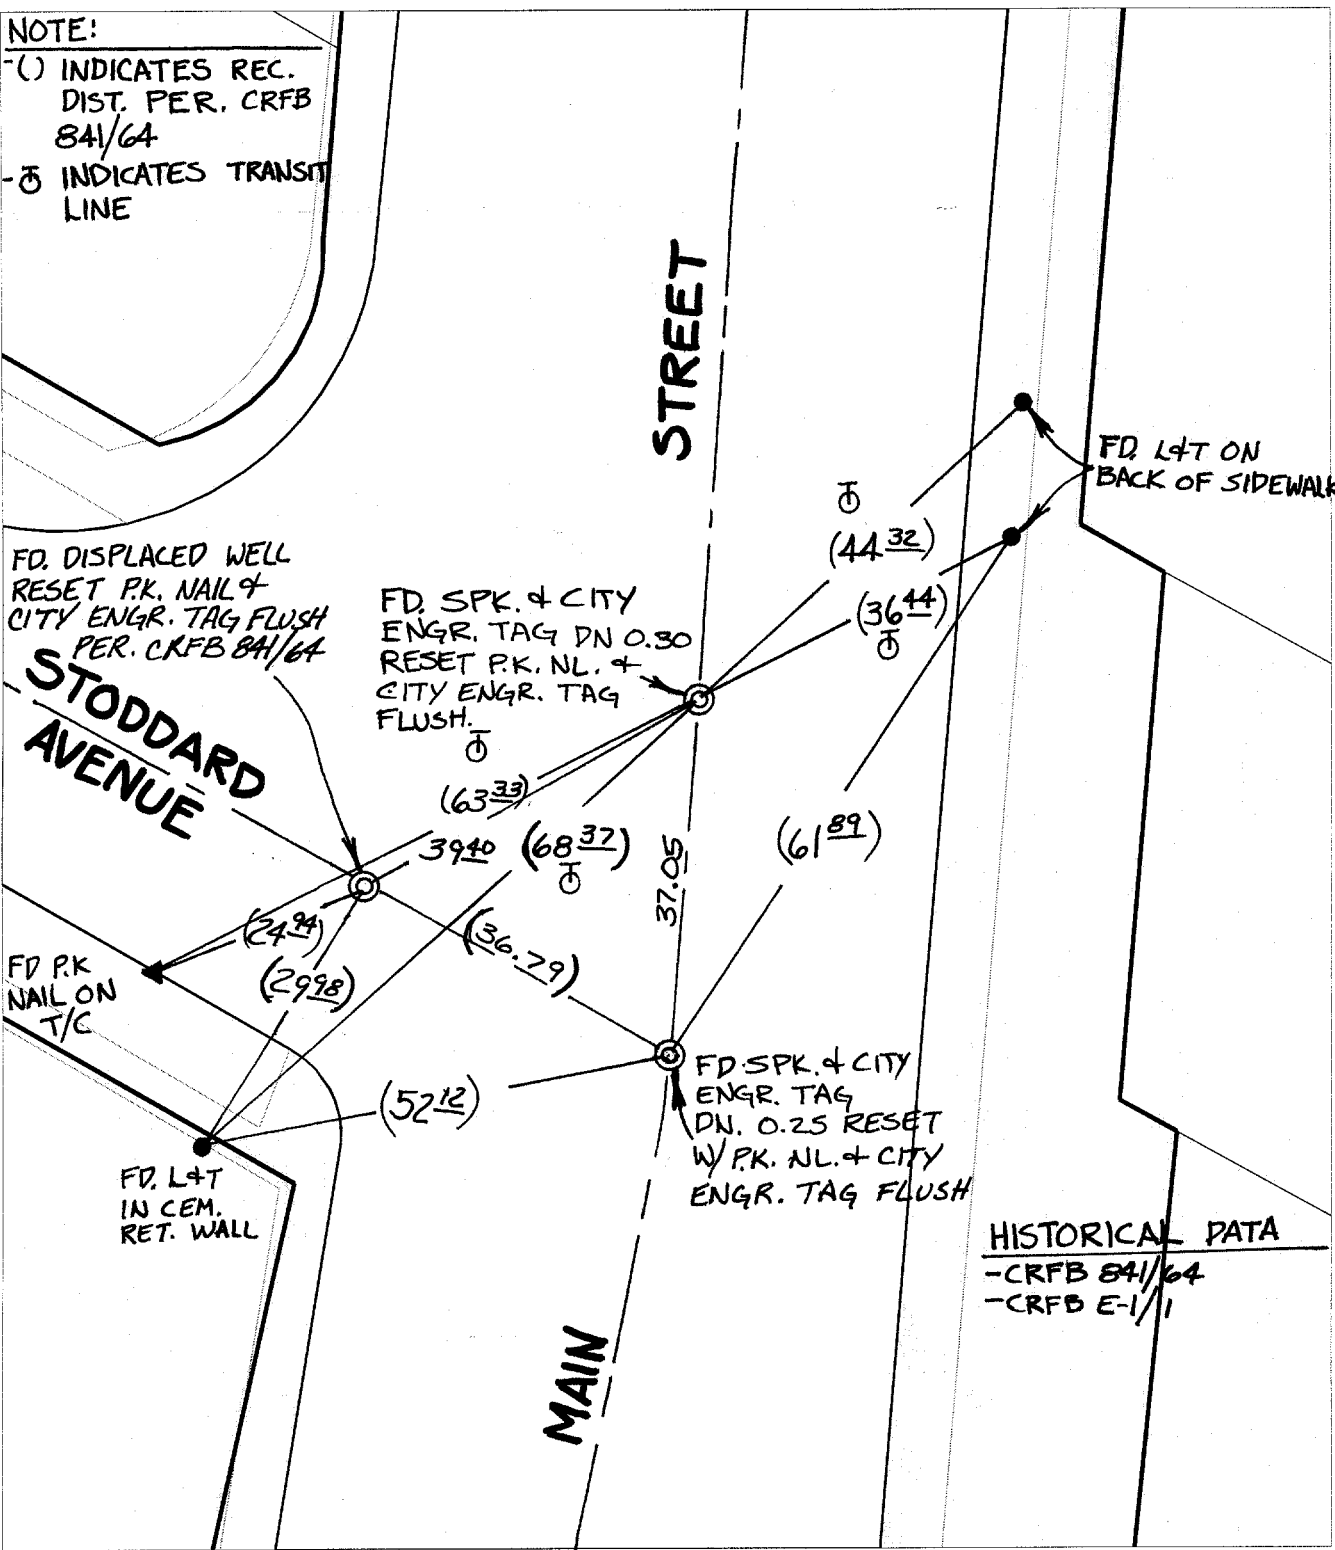 NOTE:
-() INDICATES REC.
DIST. PER. CRFB
841/64
- INDICATES TRANSIT
LINE
STREET
FD. L&T ON
BACK OF SIDEWALK
(44 32)
(36 44)
FD. DISPLACED WELL
RESET P.K. NAIL &
CITY ENGR. TAG FLUSH
PER. CRFB 841/64
FD. SPK. & CITY
ENGR. TAG DN 0.30
RESET P.K. NL. &
CITY ENGR. TAG
FLUSH.
STODDARD
AVENUE
(63 33)
39 40
(68 37)
37.05
(61 89)
(24 94)
(29 98)
(36.79)
FD P.K
NAIL ON
T/C
(52 12)
FD. SPK. & CITY
ENGR. TAG
DN. 0.25 RESET
W/ P.K. NL. & CITY
ENGR. TAG FLUSH
FD. L&T
IN CEM.
RET. WALL
HISTORICAL DATA
-CRFB 841/64
-CRFB E-1/1
MAIN